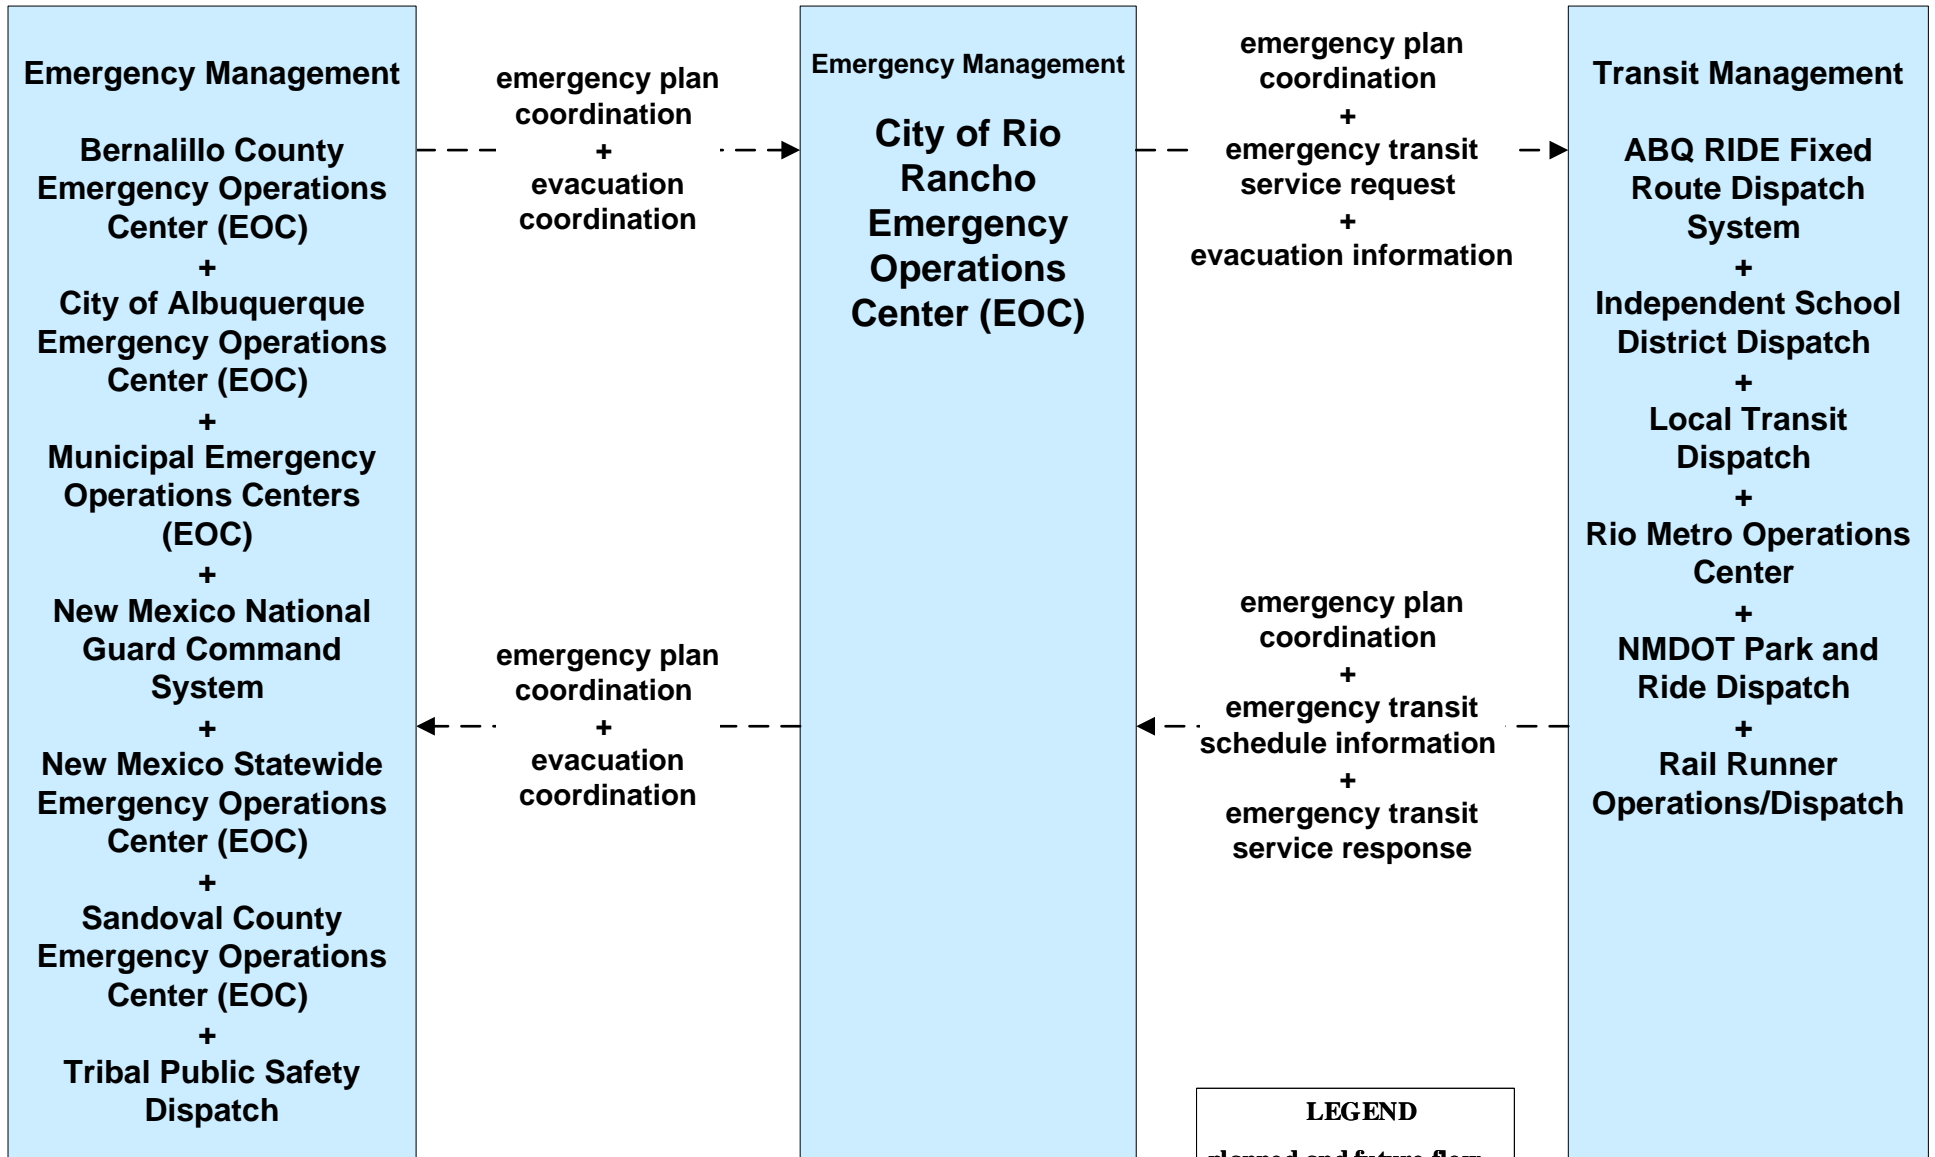 Emergency Management
Bernalillo County
Emergency Operations
Center (EOC)
+
City of Albuquerque
Emergency Operations
Center (EOC)
+
Municipal Emergency
Operations Centers
(EOC)
+
New Mexico National
Guard Command
System
+
New Mexico Statewide
Emergency Operations
Center (EOC)
+
Sandoval County
Emergency Operations
Center (EOC)
+
Tribal Public Safety
Dispatch
emergency plan
coordination
+
evacuation
coordination
emergency plan
coordination
+
evacuation
coordination
Emergency Management
City of Rio
Rancho
Emergency
Operations
Center (EOC)
emergency plan
coordination
+
emergency transit
service request
+
evacuation information
emergency plan
coordination
+
emergency transit
schedule information
+
emergency transit
service response
LEGEND
planned and future flow
Transit Management
ABQ RIDE Fixed
Route Dispatch
System
+
Independent School
District Dispatch
+
Local Transit
Dispatch
+
Rio Metro Operations
Center
+
NMDOT Park and
Ride Dispatch
+
Rail Runner
Operations/Dispatch